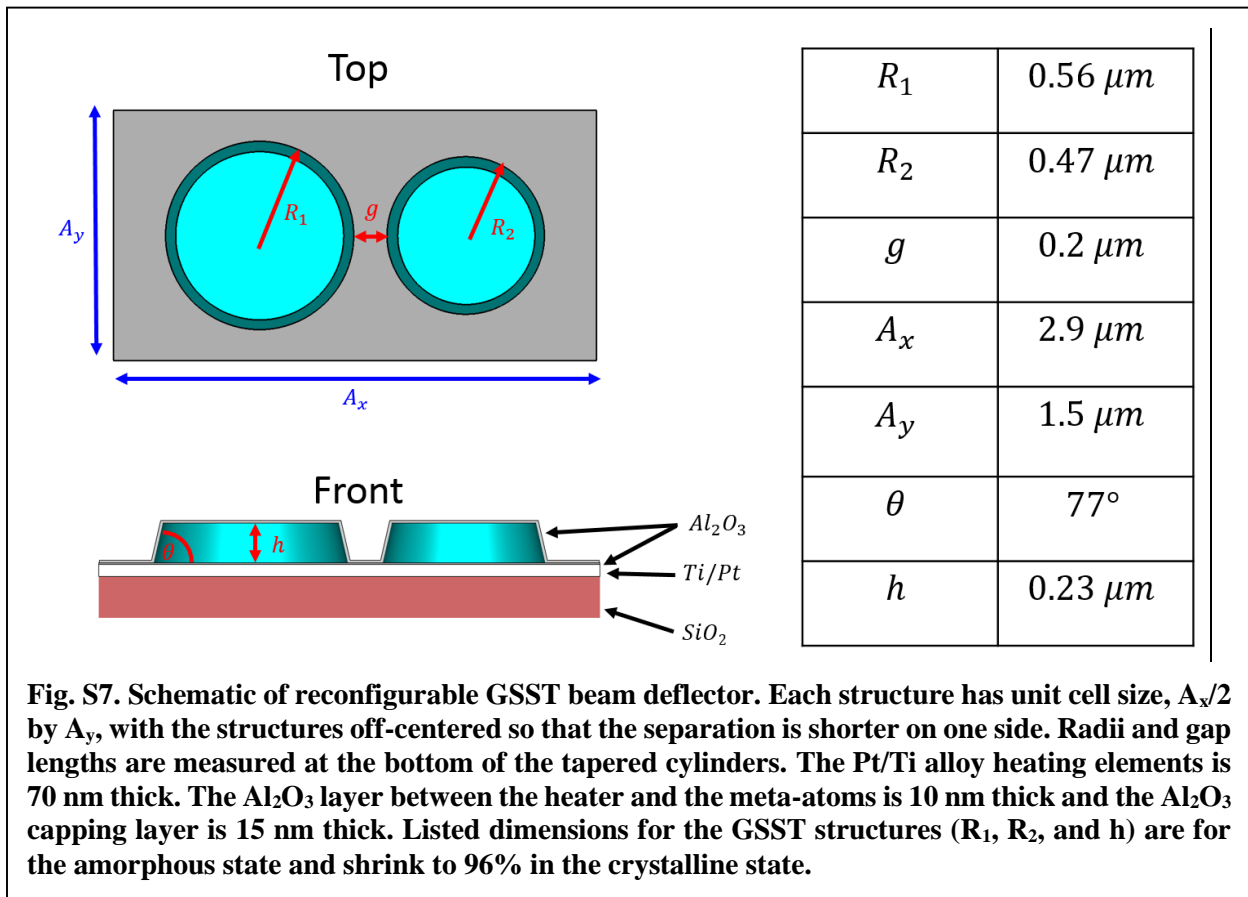 Top
R₁
g
R₂
A_y
A_x
Front
θ
h
Al₂O₃
Ti/Pt
SiO₂
R₁ 0.56 μm
R₂ 0.47 μm
g 0.2 μm
A_x 2.9 μm
A_y 1.5 μm
θ 77°
h 0.23 μm
Fig. S7. Schematic of reconfigurable GSST beam deflector. Each structure has unit cell size, Aₓ/2
by A_y, with the structures off-centered so that the separation is shorter on one side. Radii and gap
lengths are measured at the bottom of the tapered cylinders. The Pt/Ti alloy heating elements is
70 nm thick. The Al₂O₃ layer between the heater and the meta-atoms is 10 nm thick and the Al₂O₃
capping layer is 15 nm thick. Listed dimensions for the GSST structures (R₁, R₂, and h) are for
the amorphous state and shrink to 96% in the crystalline state.